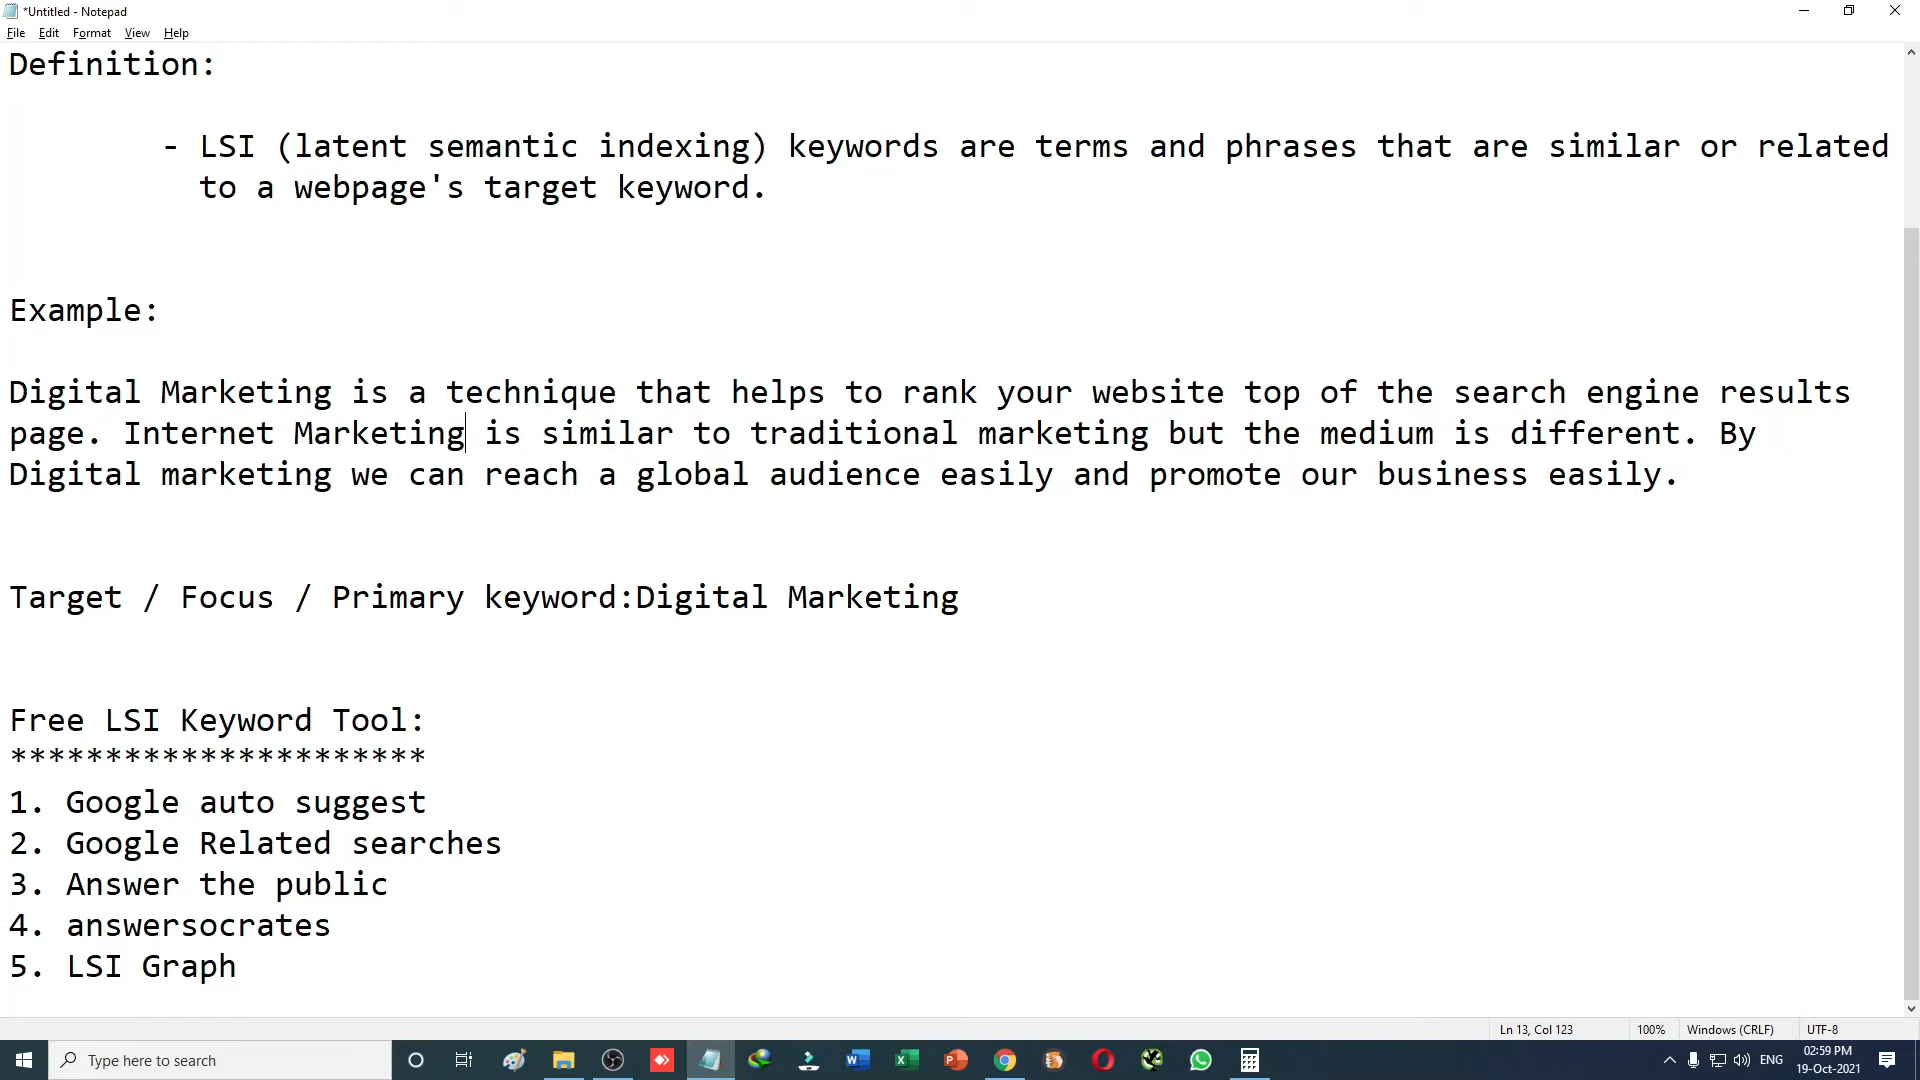 *Untitled - Notepad
File Edit Format View Help
Definition:
- LSI (latent semantic indexing) keywords are terms and phrases that are similar or related
to a webpage's target keyword.
Example:
Digital Marketing is a technique that helps to rank your website top of the search engine results
page. Internet Marketing is similar to traditional marketing but the medium is different. By
Digital marketing we can reach a global audience easily and promote our business easily.
Target / Focus / Primary keyword:Digital Marketing
Free LSI Keyword Tool:
**********************
1. Google auto suggest
2. Google Related searches
3. Answer the public
4. answersocrates
5. LSI Graph
Ln 13, Col 123 100% Windows (CRLF) UTF-8
Type here to search
ENG
02:59 PM
19-Oct-2021